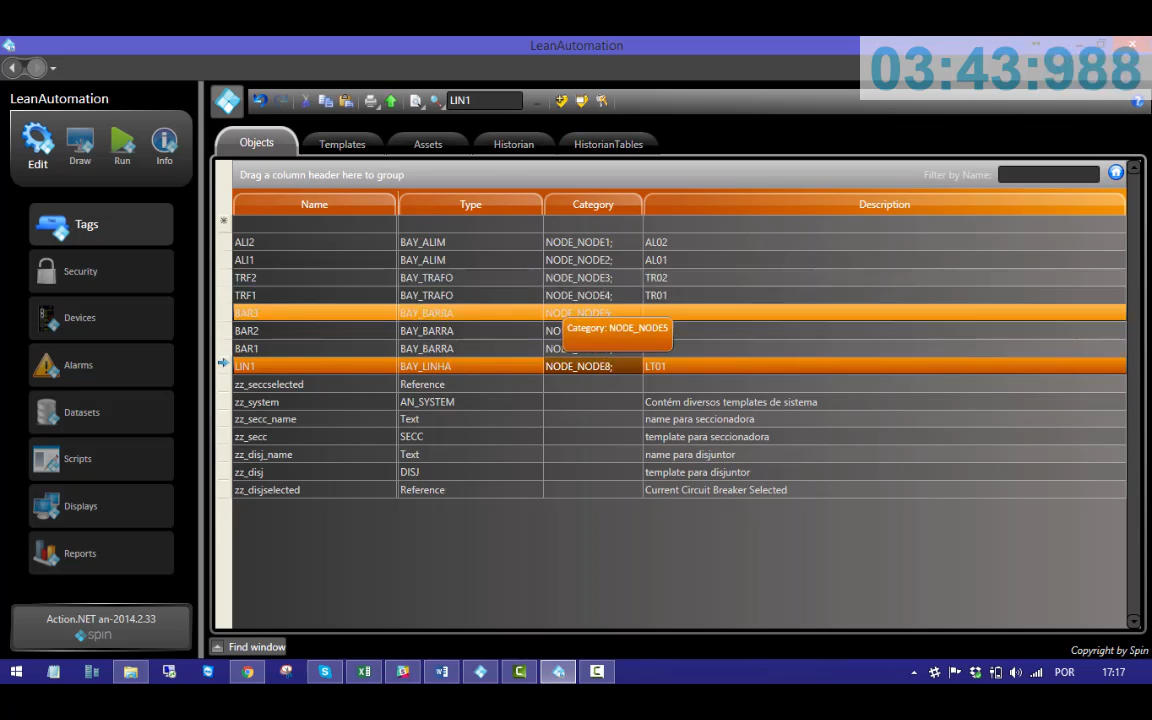 LeanAutomation
03:43:988
LeanAutomation
LIN1
Edit Draw Run Info
Objects Templates Assets Historian HistorianTables
Drag a column header here to group
Filter by Name:
Name Type Category Description
Tags
Security
Devices
Alarms
Datasets
Scripts
Displays
Reports
ALI2 BAY_ALIM NODE_NODE1; AL02
ALI1 BAY_ALIM NODE_NODE2; AL01
TRF2 BAY_TRAFO NODE_NODE3; TR02
TRF1 BAY_TRAFO NODE_NODE4; TR01
BAR3 BAY_BARRA NODE_NODE5;
BAR2 BAY_BARRA
Category: NODE_NODE5
BAR1 BAY_BARRA
LIN1 BAY_LINHA NODE_NODE8; LT01
zz_seccselected Reference
zz_system AN_SYSTEM Contém diversos templates de sistema
zz_secc_name Text name para seccionadora
zz_secc SECC template para seccionadora
zz_disj_name Text name para disjuntor
zz_disj DISJ template para disjuntor
zz_disjselected Reference Current Circuit Breaker Selected
Action.NET an-2014.2.33
spin
Find window
Copyright by Spin
POR 17:17